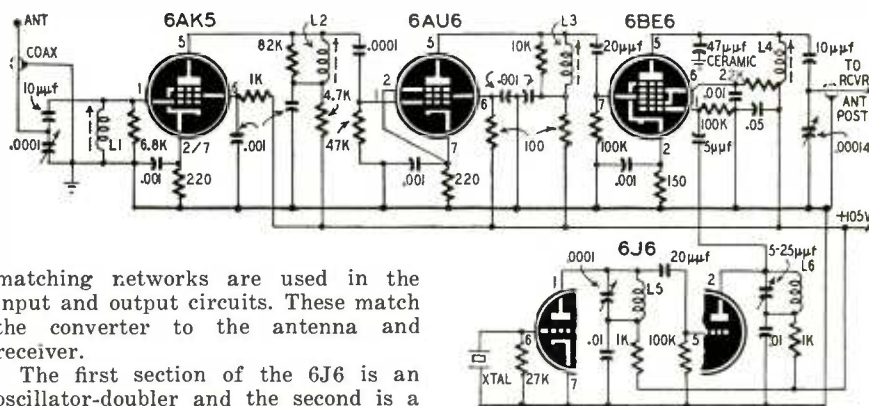 6AK5
6AU6
6BE6
ANT
COAX
10μμf
.0001
L1
6.8K
.001
1
5
2/7
220
1K
.001
82K
L2
4.7K
47K
.0001
2
5
6
7
.001
220
10K
L3
.001
100
20μμf
7
100K
.001
5
2
150
47μμf
CERAMIC
6
.001
100K
.05
5μμf
L4
10μμf
TO
RCVR
ANT
POST
.00014
+105V
6J6
XTAL
27K
6
1
7
.0001
L5
.01
1K
20μμf
100K
5
2
5-25μμf
L6
.01
1K
matching networks are used in the
input and output circuits. These match
the converter to the antenna and
receiver.
The first section of the 6J6 is an
oscillator-doubler and the second is a